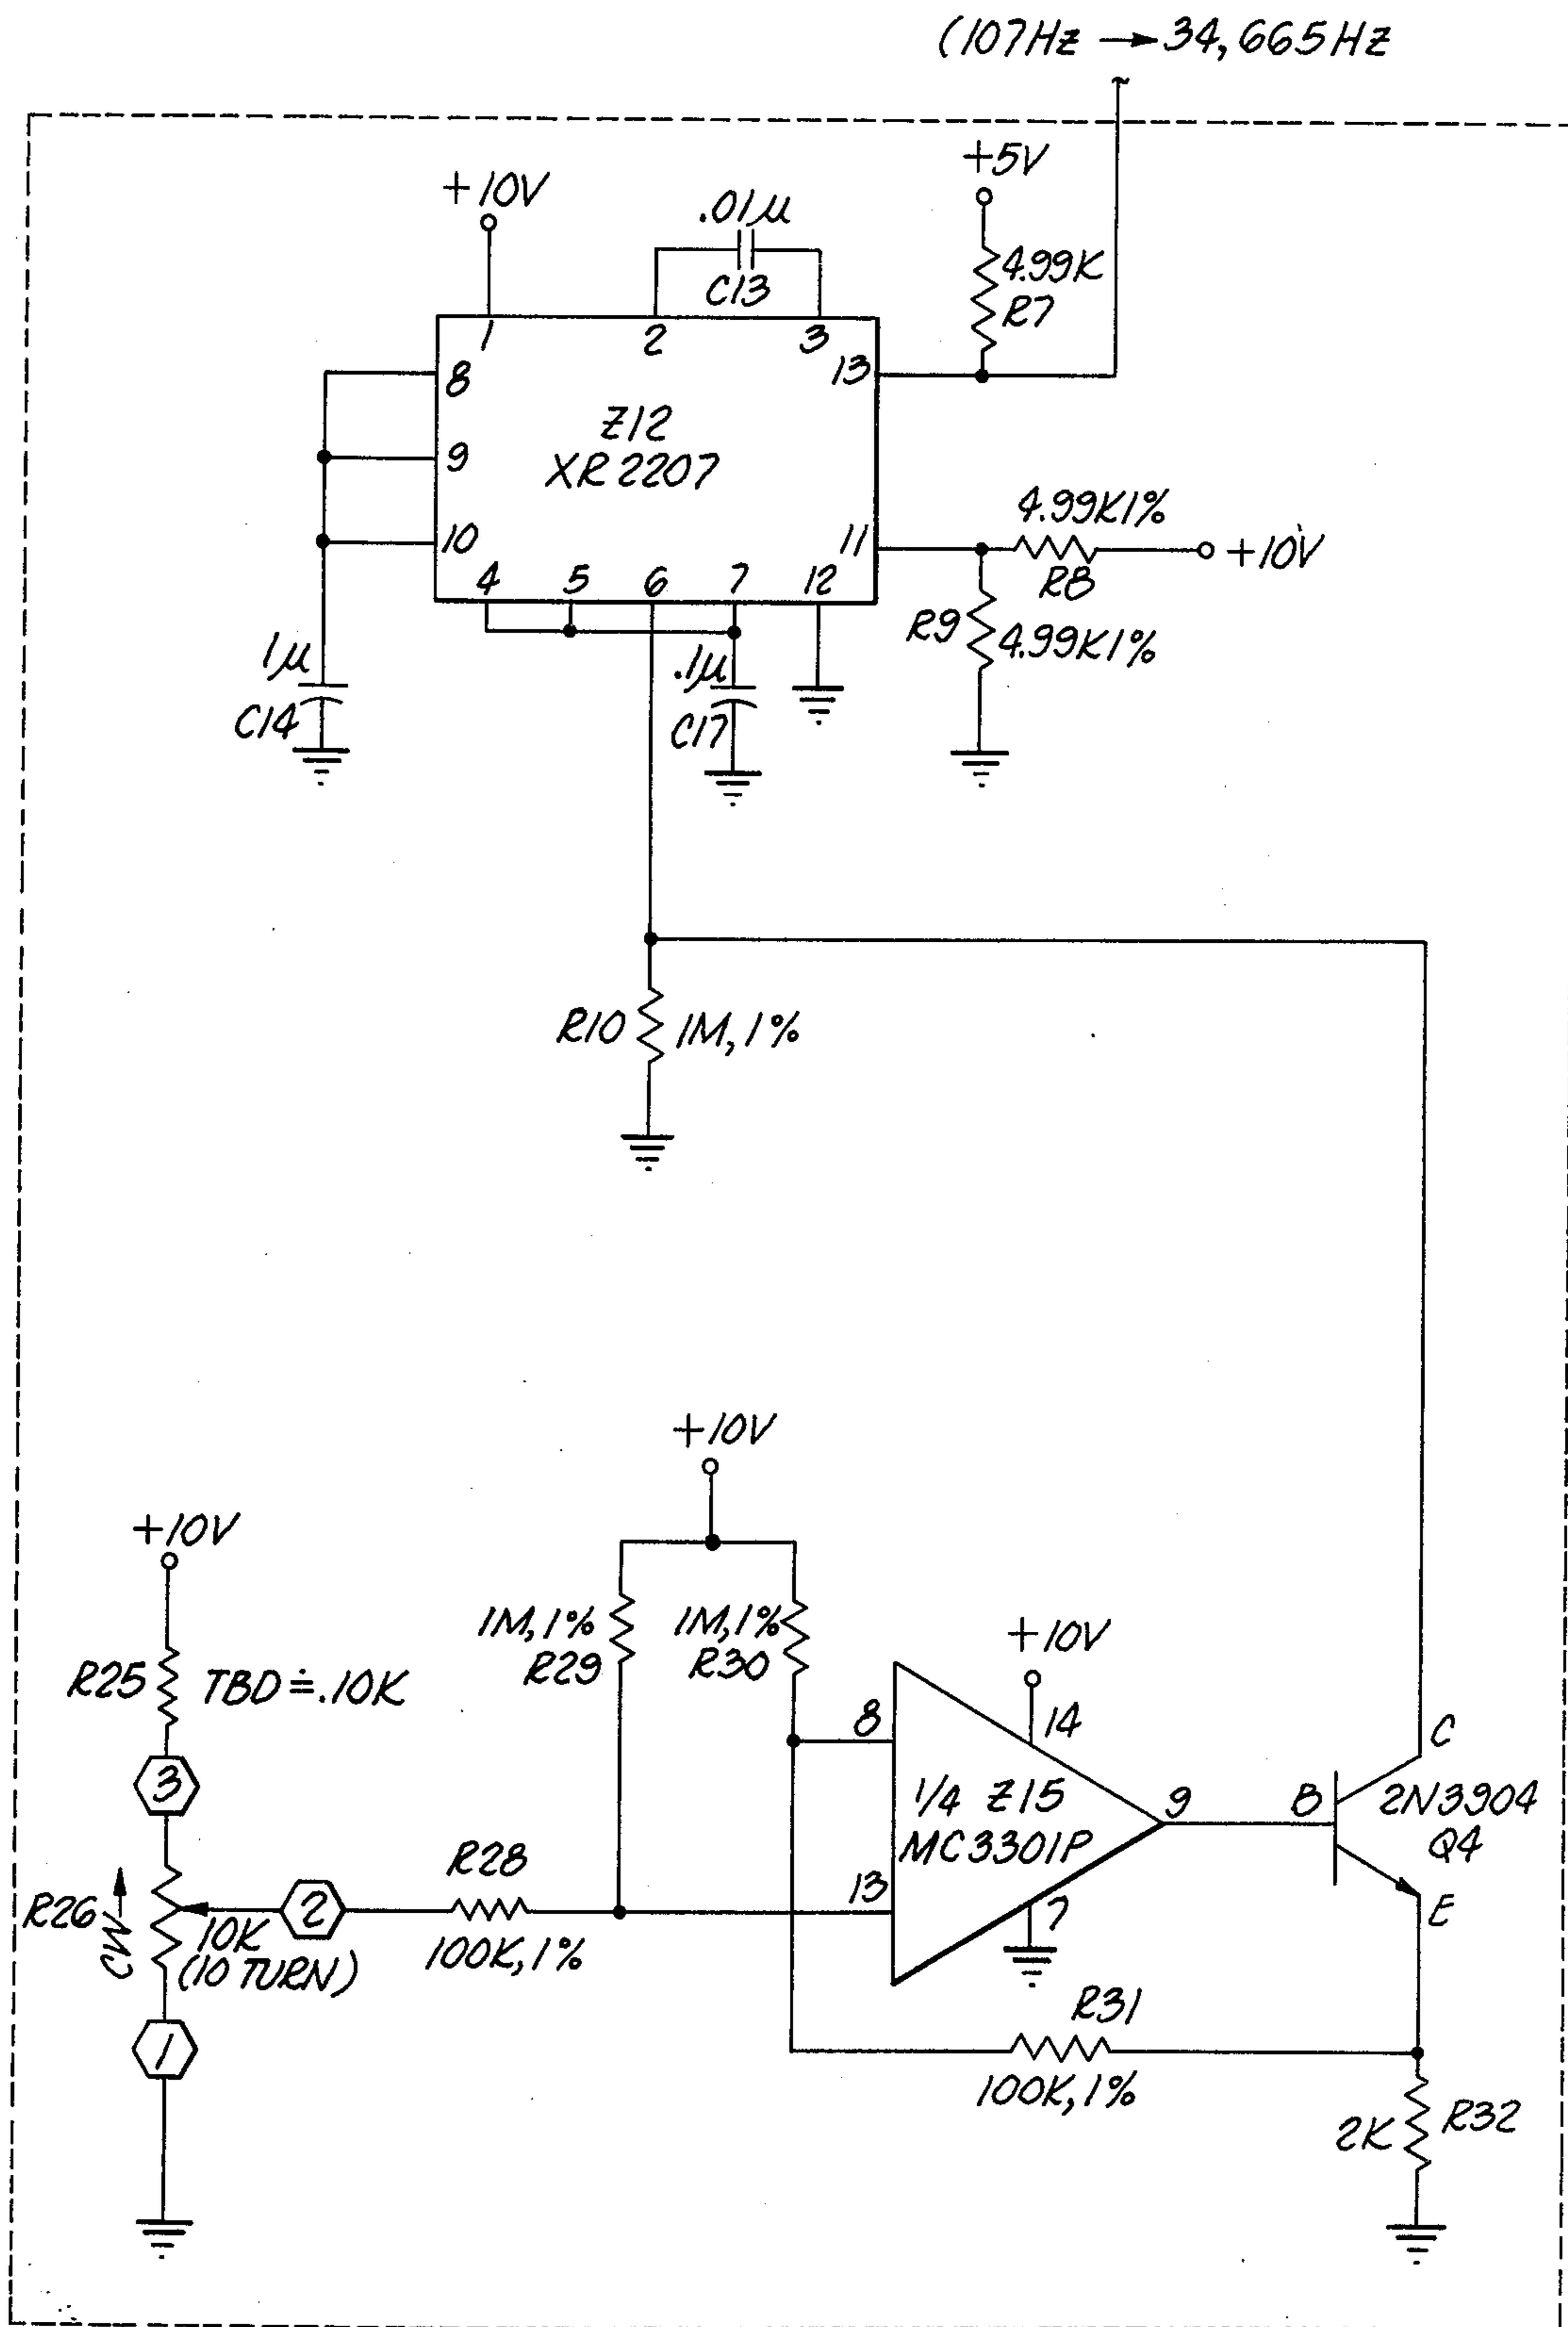 (107HZ → 34,665HZ
+5V
+10V
.01μ
C13
4.99K
R7
1
2
3
13
8
9
10
Z12
XR2207
11
4.99K1%
R8
+10V
4
5
6
7
12
R9
4.99K1%
1μ
C14
.1μ
C17
R10
1M, 1%
+10V
+10V
1M, 1%
R29
1M, 1%
R30
+10V
R25
TBD ≐ .10K
3
8
14
1/4 Z15
MC3301P
9
B
C
2N3904
Q4
E
R28
13
7
R26
CW
10K
(10 TURN)
2
100K, 1%
1
R31
100K, 1%
2K
R32